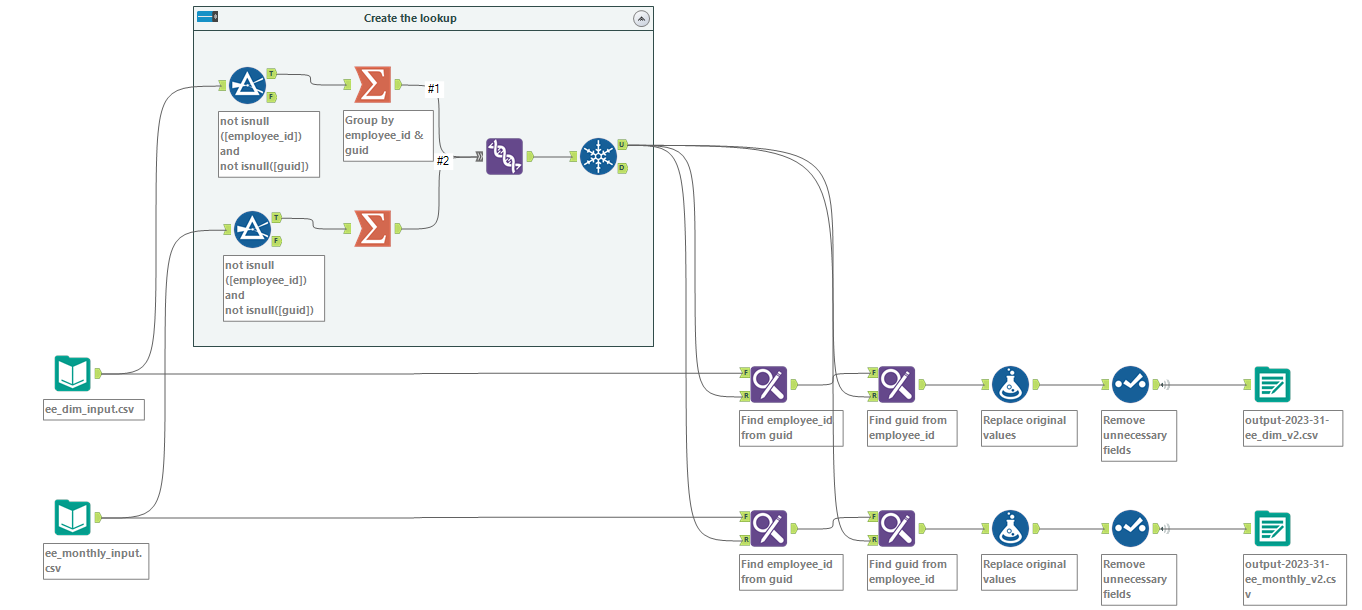 Create the lookup
T
F
#1
#2
not isnull
([employee_id])
and
not isnull([guid])
Group by
employee_id &
guid
U
D
T
F
not isnull
([employee_id])
and
not isnull([guid])
ee_dim_input.csv
F
R
Find employee_id
from guid
F
R
Find guid from
employee_id
Replace original
values
Remove
unnecessary
fields
output-2023-31-
ee_dim_v2.csv
ee_monthly_input.
csv
F
R
Find employee_id
from guid
F
R
Find guid from
employee_id
Replace original
values
Remove
unnecessary
fields
output-2023-31-
ee_monthly_v2.cs
v